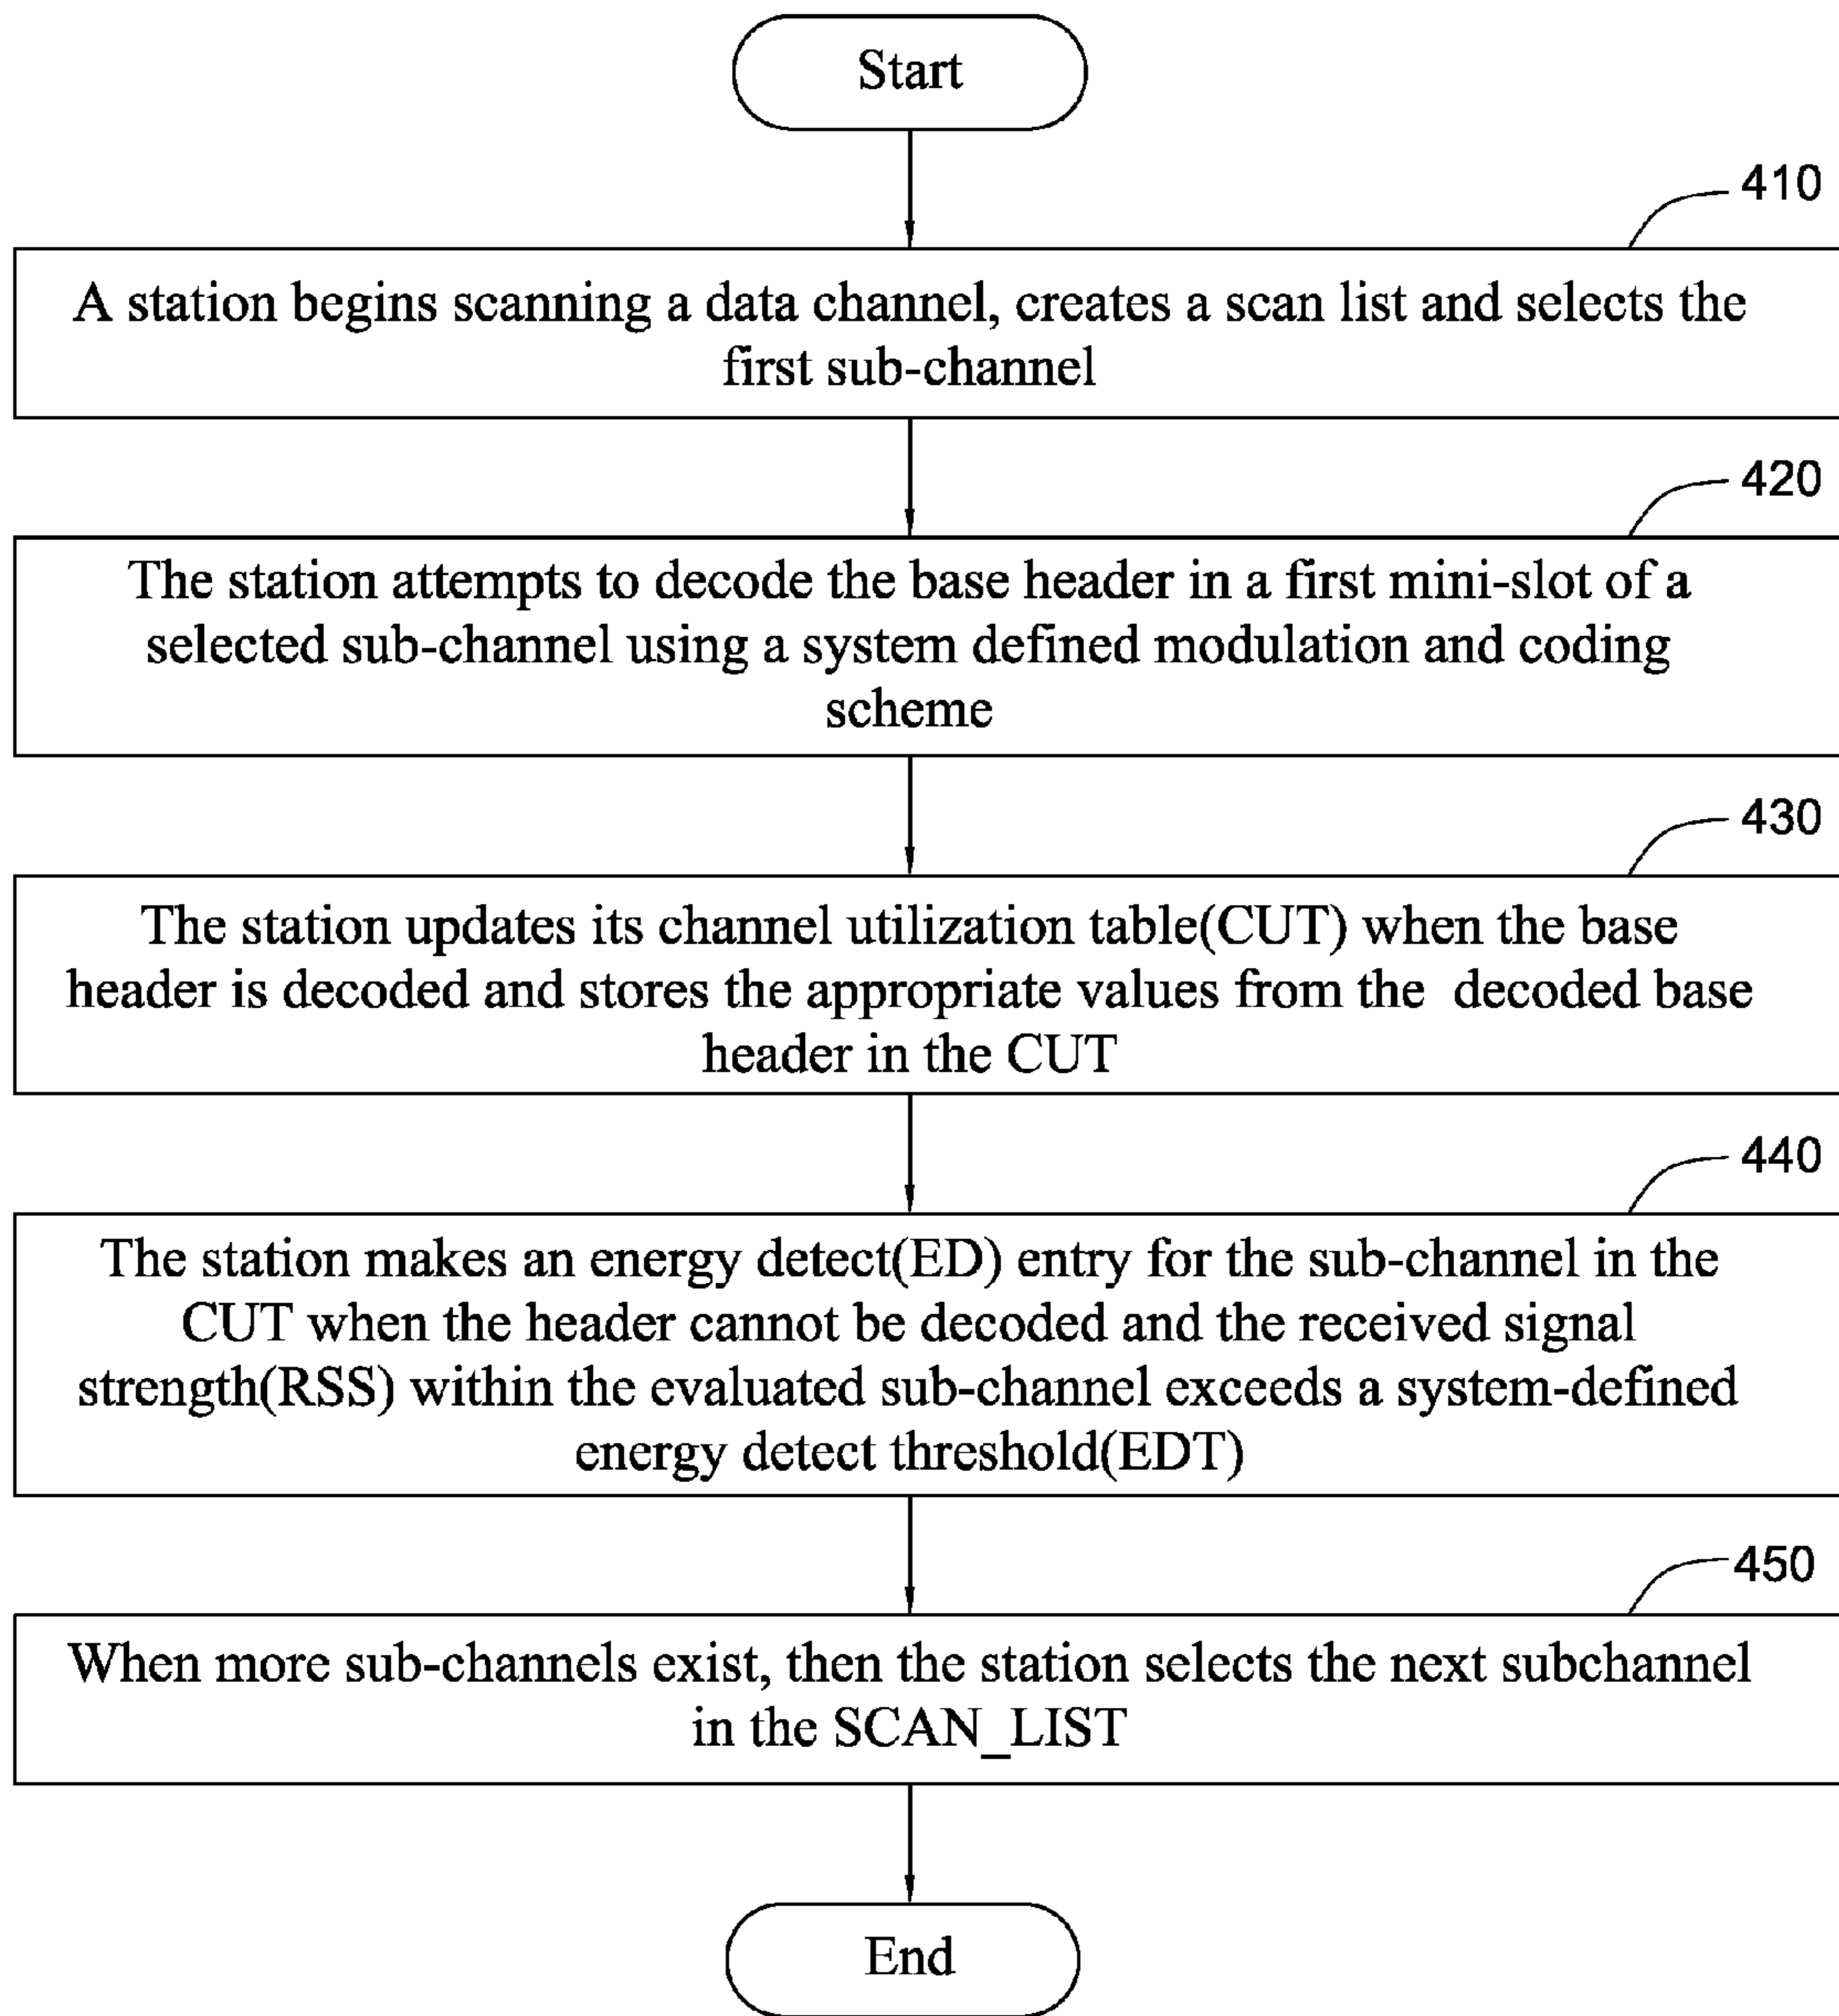 Start
410
A station begins scanning a data channel, creates a scan list and selects the
first sub-channel
420
The station attempts to decode the base header in a first mini-slot of a
selected sub-channel using a system defined modulation and coding
scheme
430
The station updates its channel utilization table(CUT) when the base
header is decoded and stores the appropriate values from the decoded base
header in the CUT
440
The station makes an energy detect(ED) entry for the sub-channel in the
CUT when the header cannot be decoded and the received signal
strength(RSS) within the evaluated sub-channel exceeds a system-defined
energy detect threshold(EDT)
450
When more sub-channels exist, then the station selects the next subchannel
in the SCAN_LIST
End